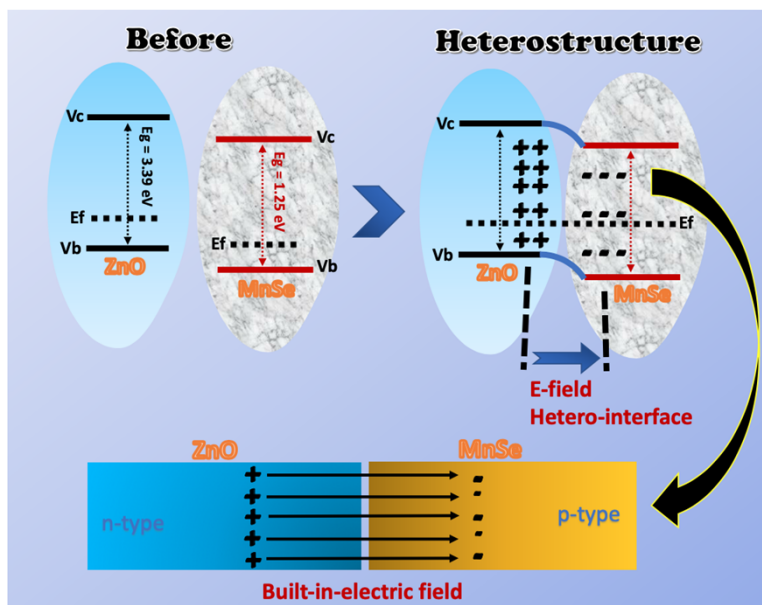 Before
Heterostructure
Vc
Eg = 3.39 eV
Ef
Vb
ZnO
Vc
Eg = 1.25 eV
Ef
Vb
MnSe
Vc
Vb
ZnO
Ef
MnSe
E-field
Hetero-interface
ZnO
MnSe
n-type
p-type
Built-in-electric field